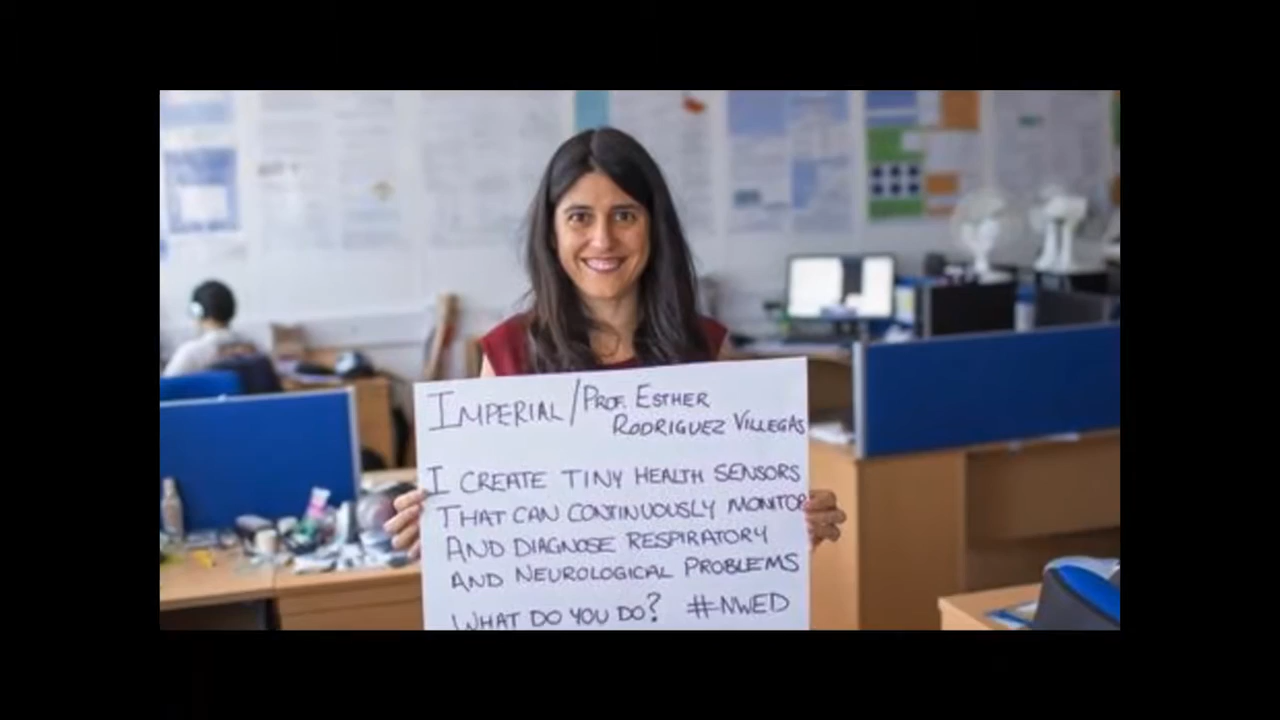 IMPERIAL / PROF. ESTHER
RODRIGUEZ VILLEGAS
I CREATE TINY HEALTH SENSORS
THAT CAN CONTINUOUSLY MONITOR
AND DIAGNOSE RESPIRATORY
AND NEUROLOGICAL PROBLEMS
WHAT DO YOU DO? #NWED